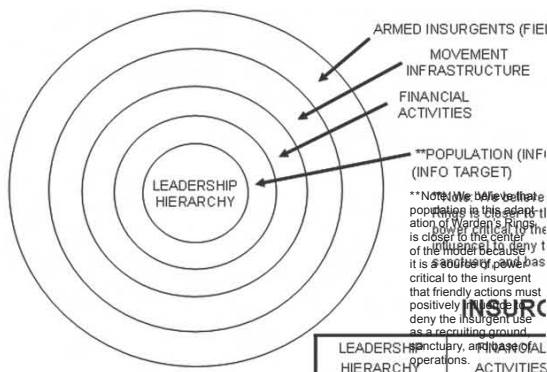 ARMED INSURGENTS (FIEL
MOVEMENT
INFRASTRUCTURE
FINANCIAL
ACTIVITIES
**POPULATION (INFO
(INFO TARGET)
LEADERSHIP
HIERARCHY
**Note: We believe that
population in this adapt-
ation of Warden's Rings
is closer to the center
of the model because
it is a source of power
critical to the insurgent
that friendly actions must
positively influence to
deny the insurgent use
as a recruiting ground,
sanctuary, and base of
operations.
INSURG
LEADERSHIP
HIERARCHY
FINANCIAL
ACTIVITIES